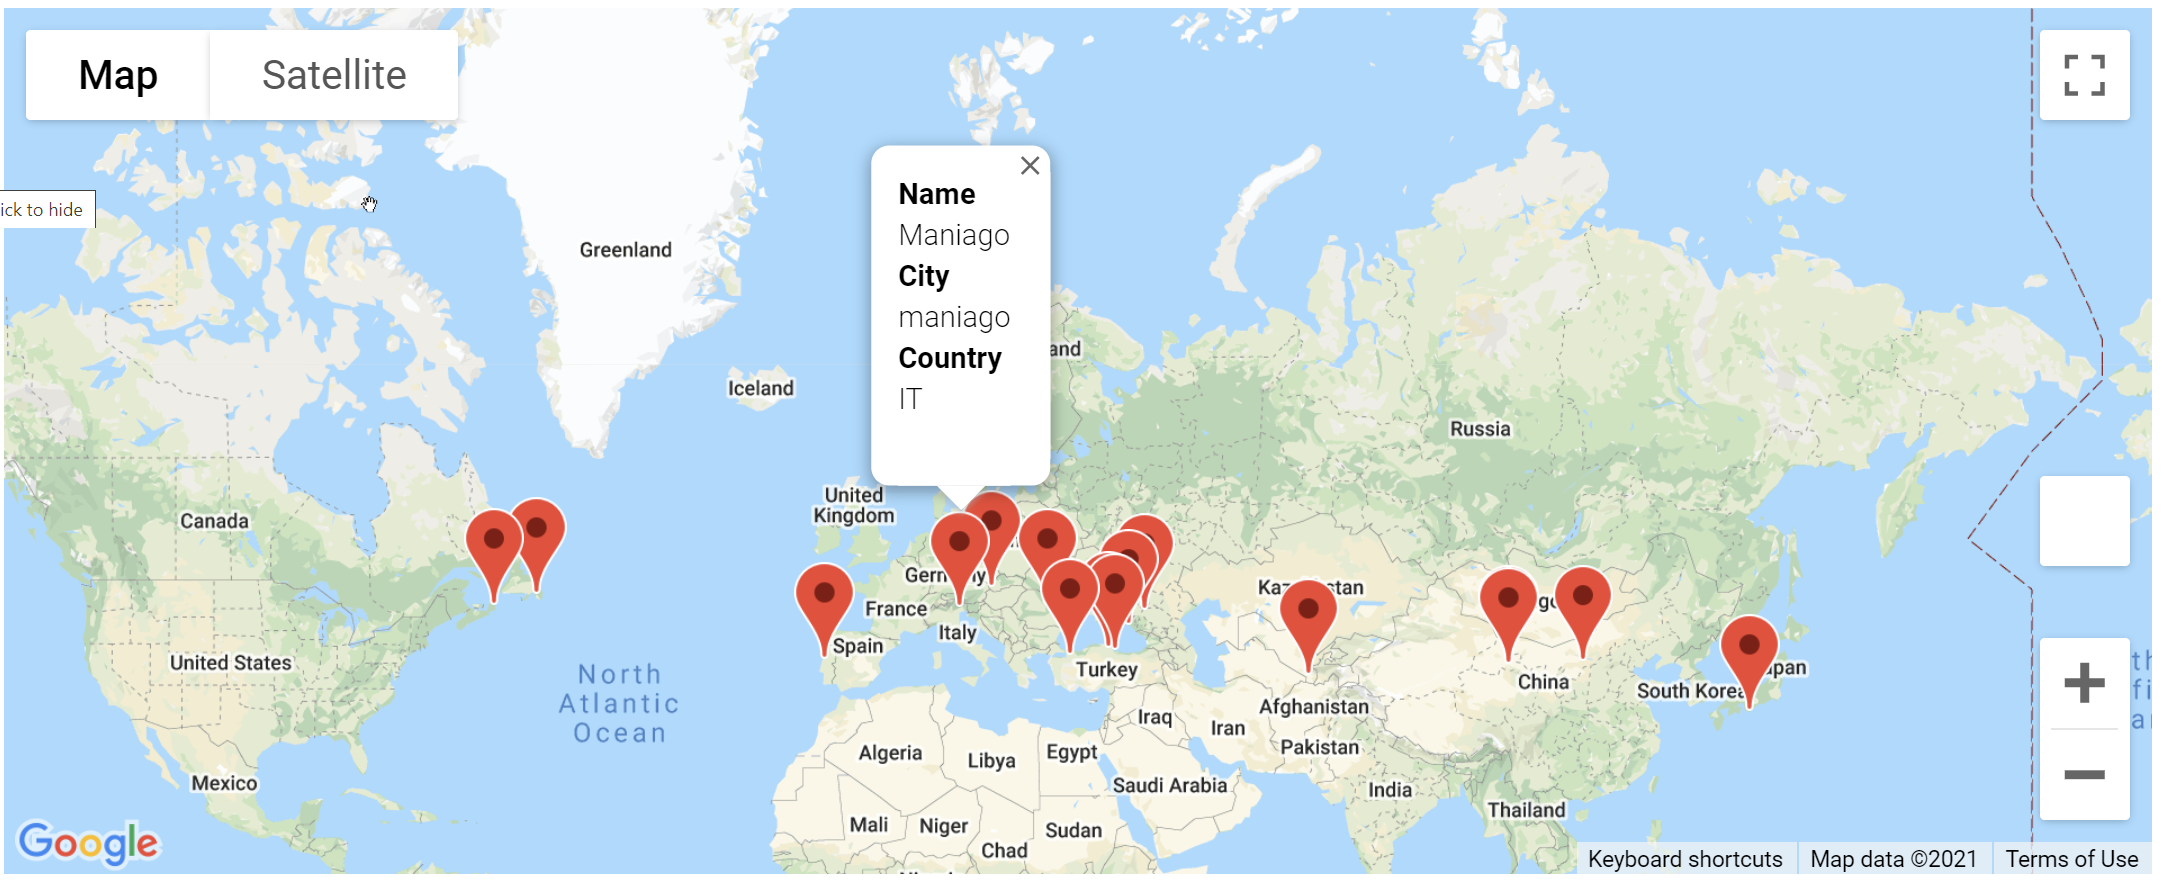 Map
Satellite
ick to hide
Greenland
Name
Maniago
City
maniago
Country
IT
and
Iceland
Russia
United
Kingdom
Canada
Kaz
stan
France
Italy
Spain
United States
Turkey
China
South Korea
pan
North
Atlantic
Ocean
Afghanistan
Iraq
Iran
Pakistan
Algeria
Libya
Egypt
Saudi Arabia
India
Mexico
Thailand
Mali
Niger
Sudan
Chad
Google
Keyboard shortcuts
Map data ©2021
Terms of Use